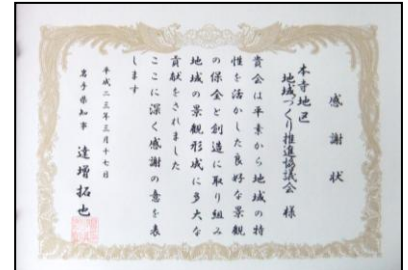 感謝状
本寺地区
地域づくり推進協議会 様
貴会は平素から地域の特
性を活かした良好な景観
の保全と創造に取り組み
地域の景観形成に多大な
貢献をされました
ここに深く感謝の意を表
します
平成二三年三月十七日
岩手県知事 達増拓也